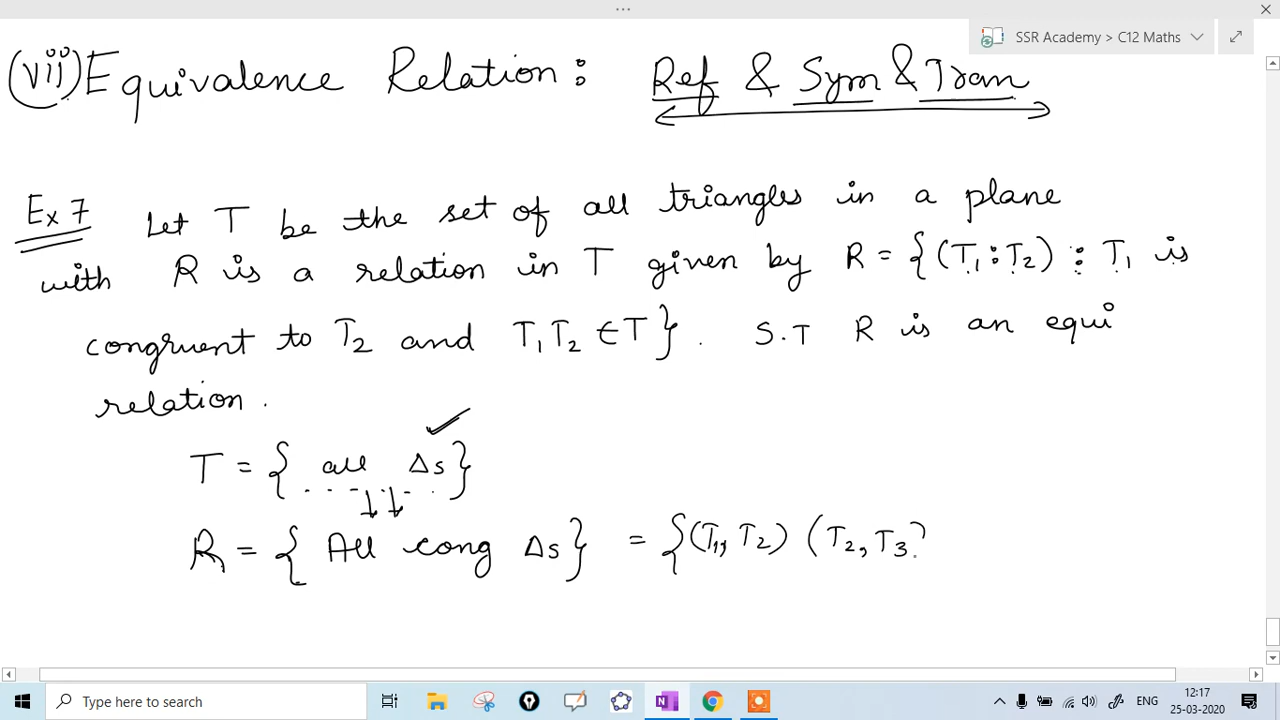 SSR Academy > C12 Maths
(vii) Equivalence Relation : Ref & Sym & Tran
Ex 7 Let T be the set of all triangles in a plane
with R is a relation in T given by R = {(T₁ : T₂) : T₁ is
congruent to T₂ and T₁ T₂ ∈ T} . S.T R is an equi
relation .
T = { all Δs}
R = { All cong Δs} = {(T₁, T₂) (T₂, T₃)
Type here to search
12:17
25-03-2020